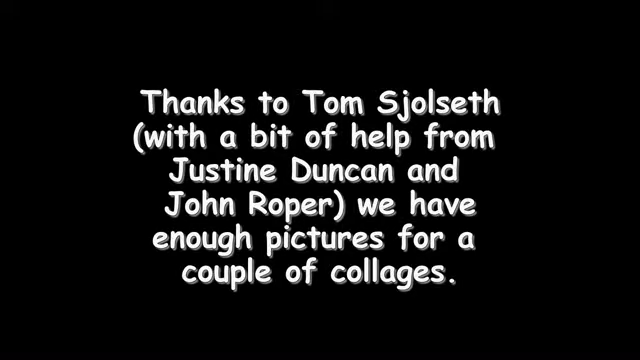 Thanks to Tom Sjolseth
(with a bit of help from
Justine Duncan and
John Roper) we have
enough pictures for a
couple of collages.